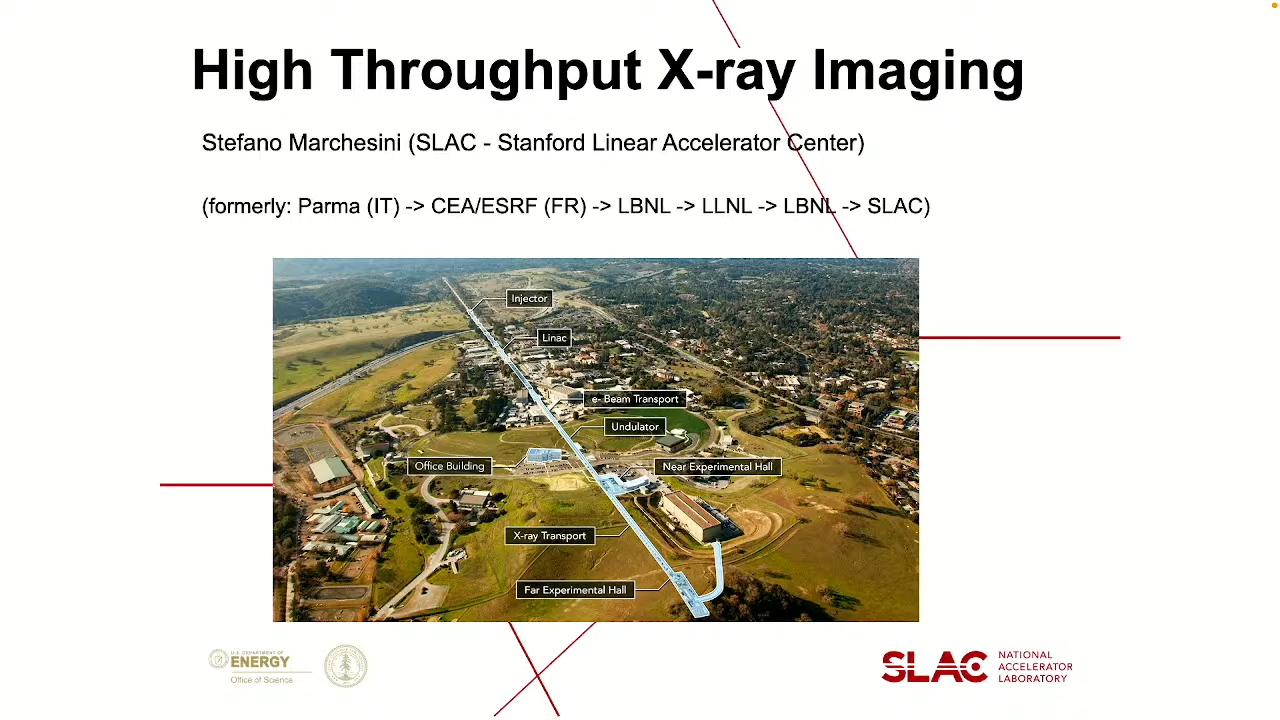 High Throughput X-ray Imaging
Stefano Marchesini (SLAC - Stanford Linear Accelerator Center)
(formerly: Parma (IT) -> CEA/ESRF (FR) -> LBNL -> LLNL -> LBNL -> SLAC)
Injector
Linac
e- Beam Transport
Undulator
Office Building
Near Experimental Hall
X-ray Transport
Far Experimental Hall
U.S. DEPARTMENT OF
ENERGY
Office of Science
SLAC
NATIONAL
ACCELERATOR
LABORATORY